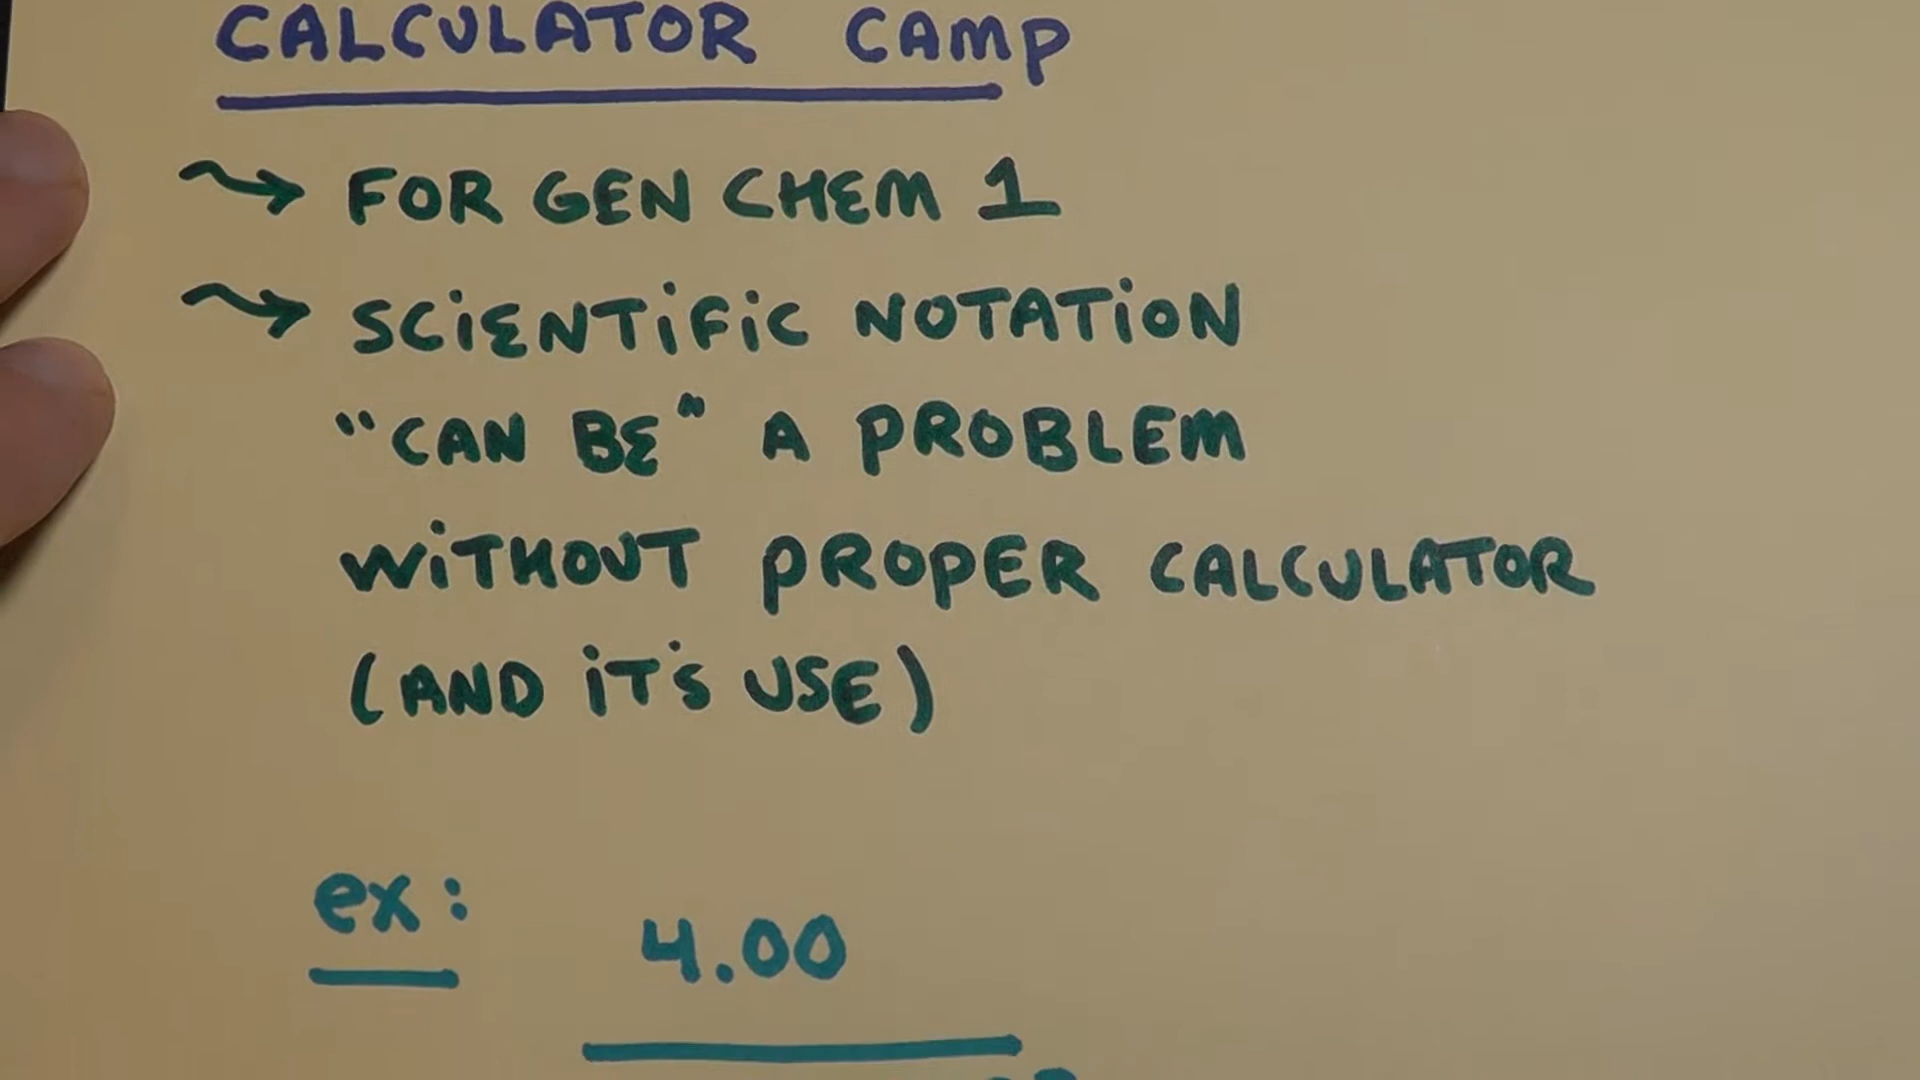 CALCULATOR CAMP
FOR GEN CHEM 1
SCIENTIFIC NOTATION
"CAN BE" A PROBLEM
WITHOUT PROPER CALCULATOR
(AND IT'S USE)
ex:
4.00